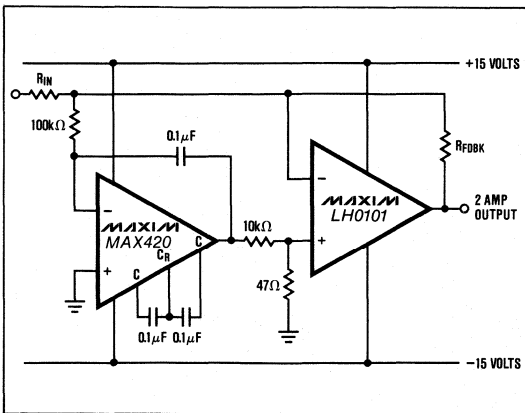 +15 VOLTS
RIN
100kΩ
0.1μF
RFDBK
−
MAXIM
MAX420
+
C
CR
C
0.1μF
0.1μF
10kΩ
47Ω
−
MAXIM
LH0101
+
2 AMP
OUTPUT
−15 VOLTS